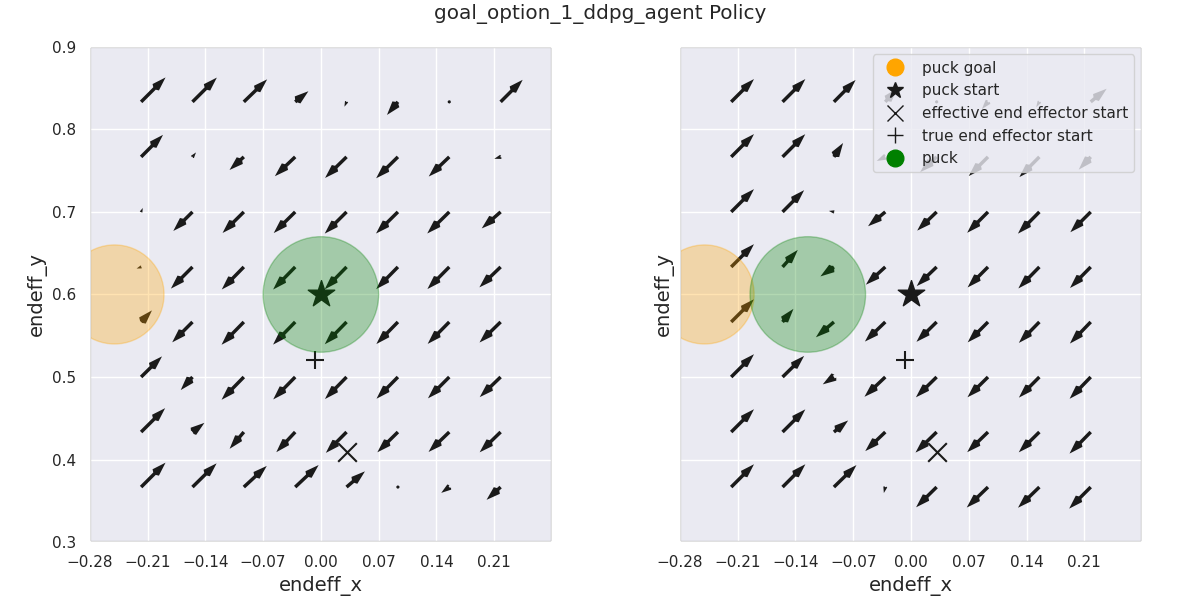 goal_option_1_ddpg_agent Policy
endeff_y
0.9
0.8
0.7
0.6
0.5
0.4
0.3
−0.28 −0.21 −0.14 −0.07 0.00 0.07 0.14 0.21
endeff_x
endeff_y
puck goal
puck start
effective end effector start
true end effector start
puck
−0.28 −0.21 −0.14 −0.07 0.00 0.07 0.14 0.21
endeff_x